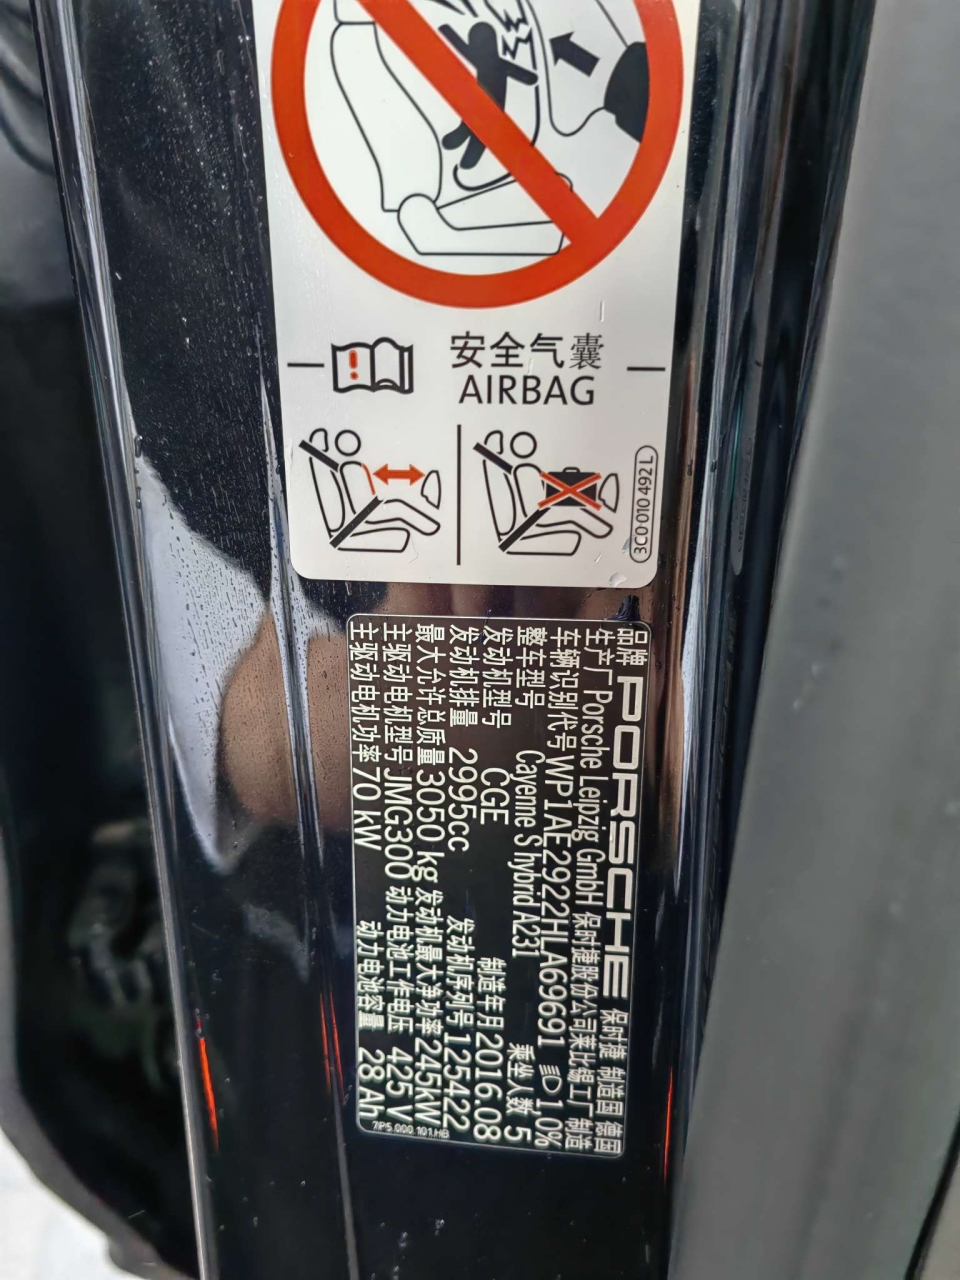 安全气囊
AIRBAG
3C0 010 492 L
品牌 PORSCHE 保时捷 制造国 德国
生产厂 Porsche Leipzig GmbH 保时捷股份公司莱比锡工厂 制造
车辆识别代号 WP1AE2922HLA69691 1,0%
整车型号 Cayenne S hybrid A231 乘坐人数 5
发动机型号 CGE 制造年月 2016.08
发动机排量 2995cc 发动机序列号 125422
最大允许总质量 3050 kg 发动机最大净功率 245kW
主驱动电机型号 JMG300 动力电池工作电压 425 V
主驱动电机功率 70 kW 动力电池容量 28 Ah
7P5.000.101.HB